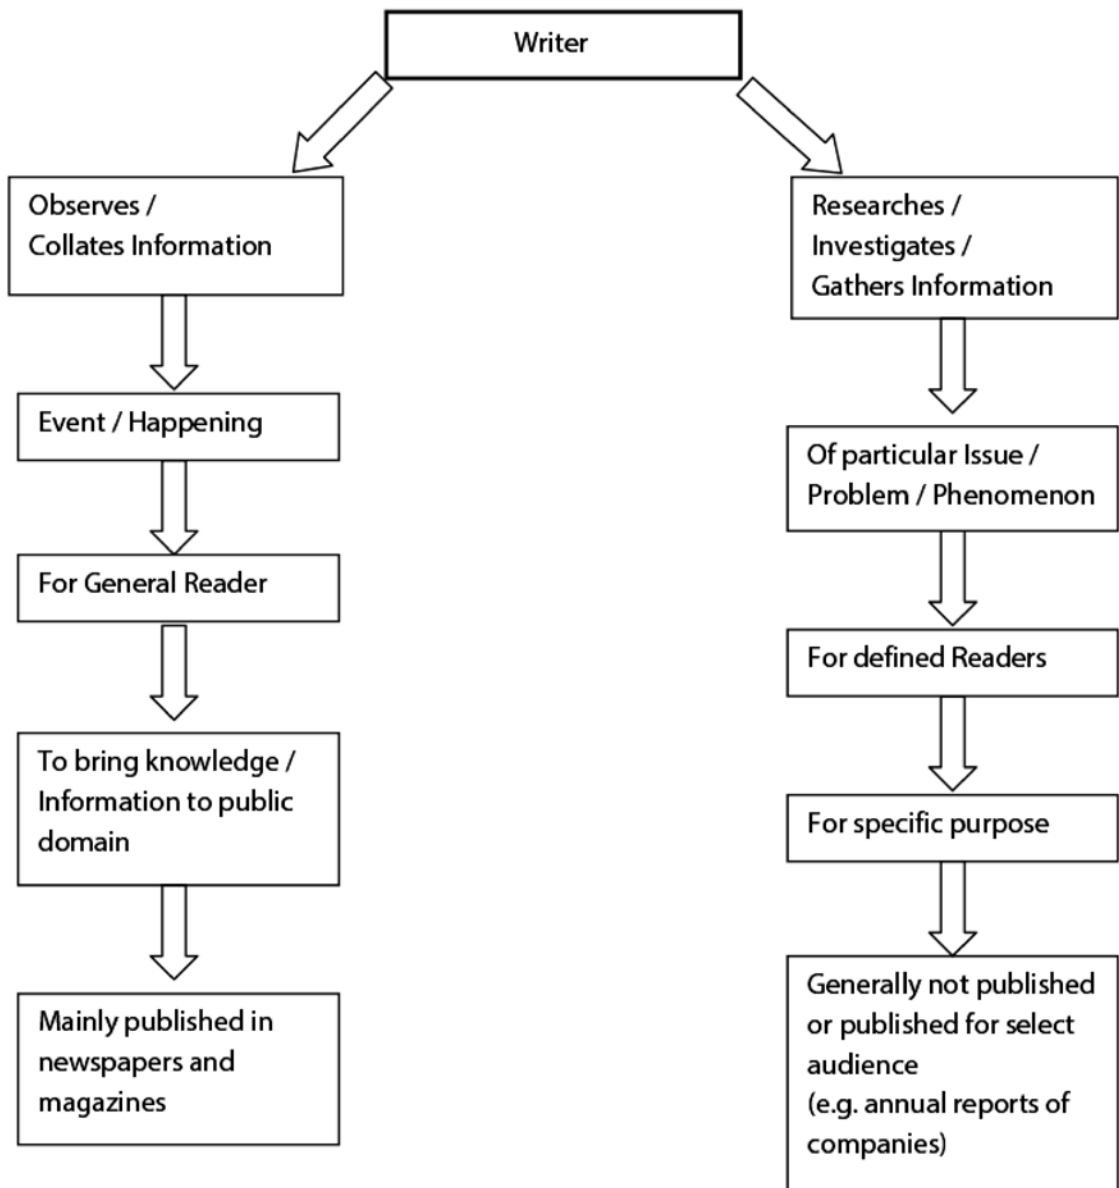 Writer
Observes /
Collates Information
Event / Happening
For General Reader
To bring knowledge /
Information to public
domain
Mainly published in
newspapers and
magazines
Researches /
Investigates /
Gathers Information
Of particular Issue /
Problem / Phenomenon
For defined Readers
For specific purpose
Generally not published
or published for select
audience
(e.g. annual reports of
companies)